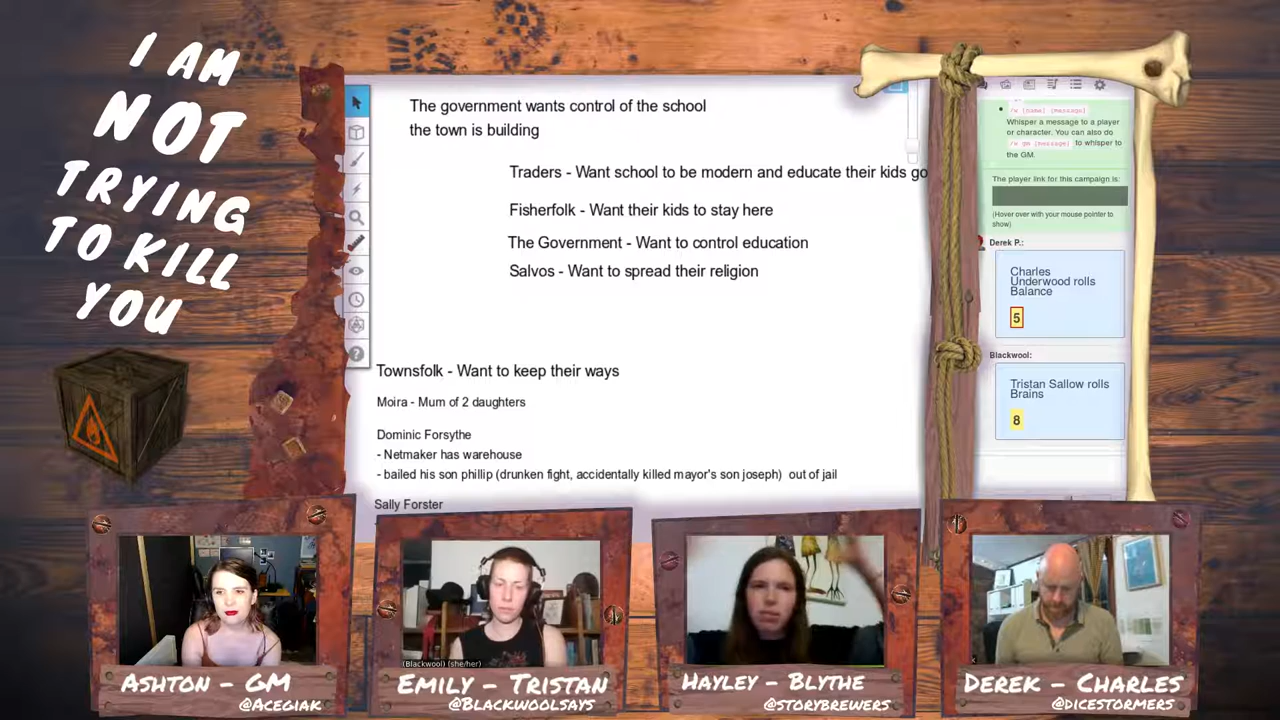 I AM
NOT
TRYING
TO KILL
YOU
The government wants control of the school
the town is building
Traders - Want school to be modern and educate their kids go
Fisherfolk - Want their kids to stay here
The Government - Want to control education
Salvos - Want to spread their religion
Townsfolk - Want to keep their ways
Moira - Mum of 2 daughters
Dominic Forsythe
- Netmaker has warehouse
- bailed his son phillip (drunken fight, accidentally killed mayor's son joseph) out of jail
Sally Forster
/w [name] [message]
Whisper a message to a player
or character. You can also do
/w gm [message] to whisper to
the GM.
The player link for this campaign is:
(Hover over with your mouse pointer to
show)
Derek P.:
Charles
Underwood rolls
Balance
5
Blackwool:
Tristan Sallow rolls
Brains
8
(Blackwool) (she/her)
ASHTON - GM
@ACEGIAK
EMILY - TRISTAN
@BLACKWOOLSAYS
HAYLEY - BLYTHE
@STORYBREWERS
DEREK - CHARLES
@DICESTORMERS